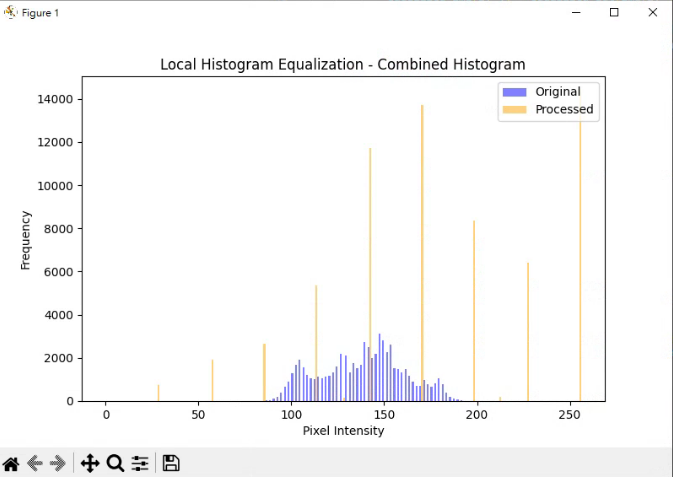 Figure 1
Local Histogram Equalization - Combined Histogram
Original
Processed
14000
12000
10000
8000
6000
4000
2000
0
Frequency
0 50 100 150 200 250
Pixel Intensity